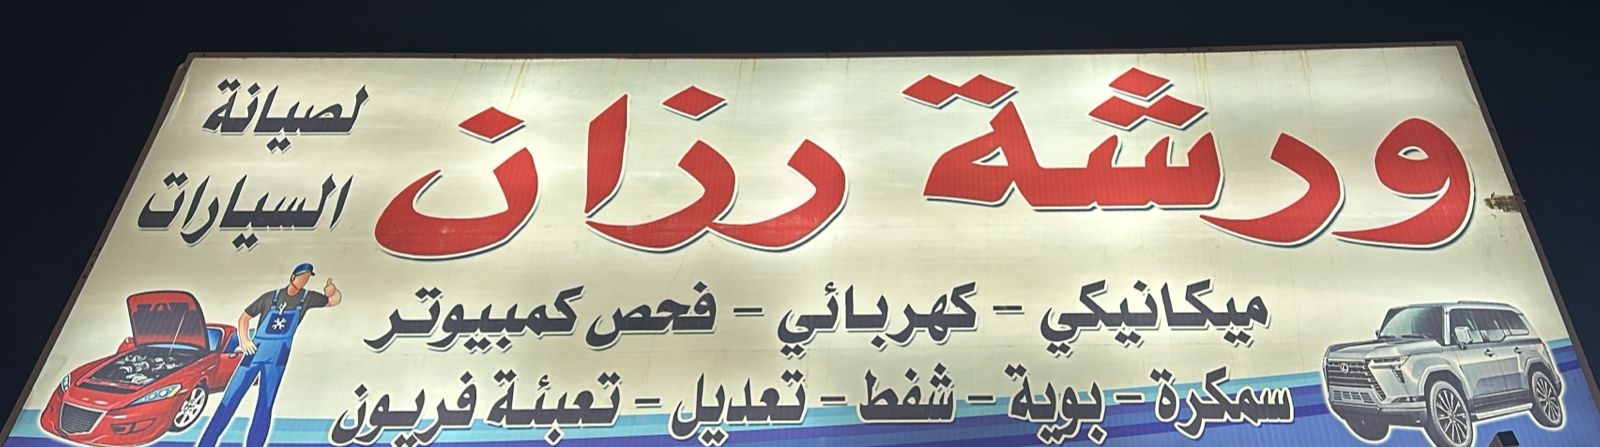 ورشة رزان
لصيانة
السيارات
ميكانيكي - كهربائي - فحص كمبيوتر
سمكرة - بوية - شفط - تعديل - تعبئة فريون